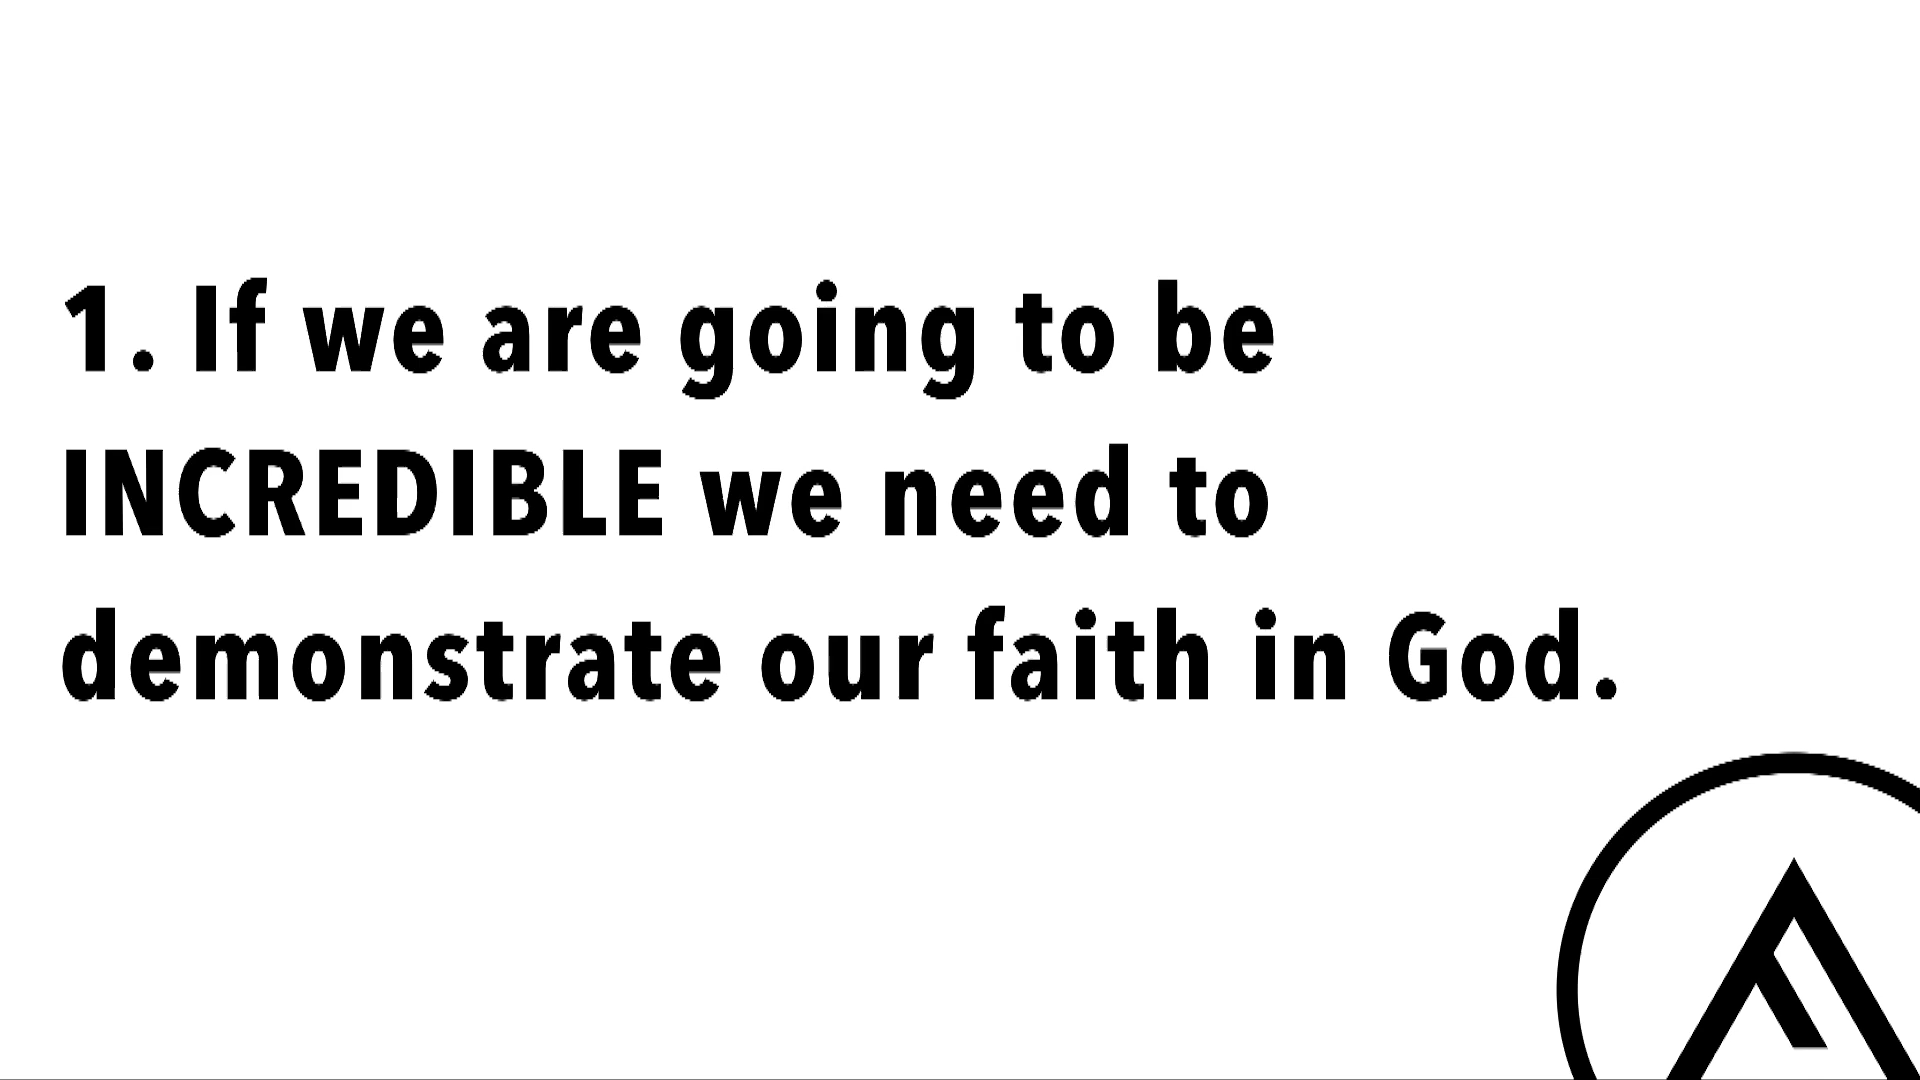 1. If we are going to be
INCREDIBLE we need to
demonstrate our faith in God.